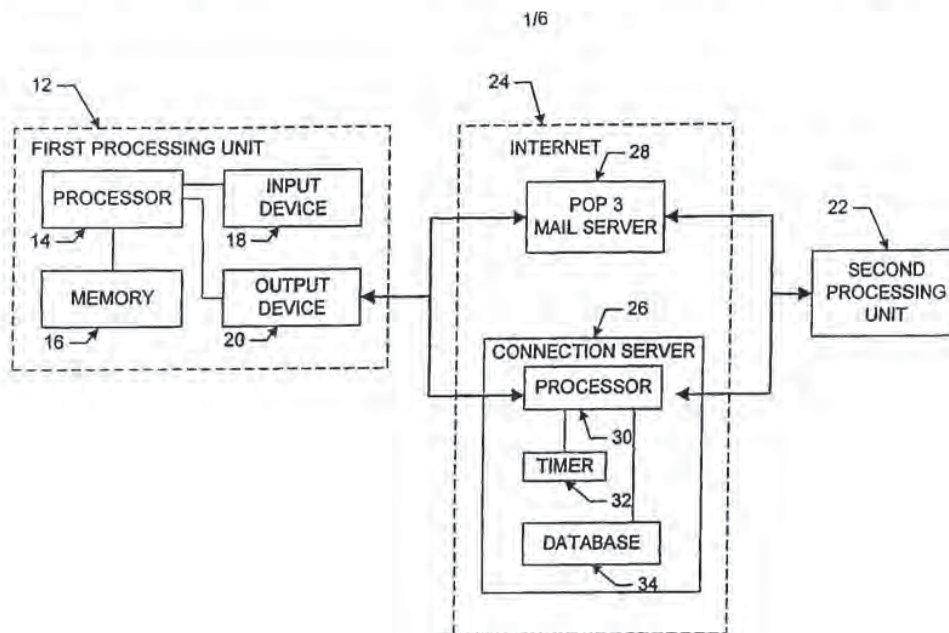 1/6
12
FIRST PROCESSING UNIT
PROCESSOR
14
INPUT
DEVICE
18
MEMORY
16
OUTPUT
DEVICE
20
24
INTERNET
28
POP 3
MAIL SERVER
26
CONNECTION SERVER
PROCESSOR
30
TIMER
32
DATABASE
34
22
SECOND
PROCESSING
UNIT